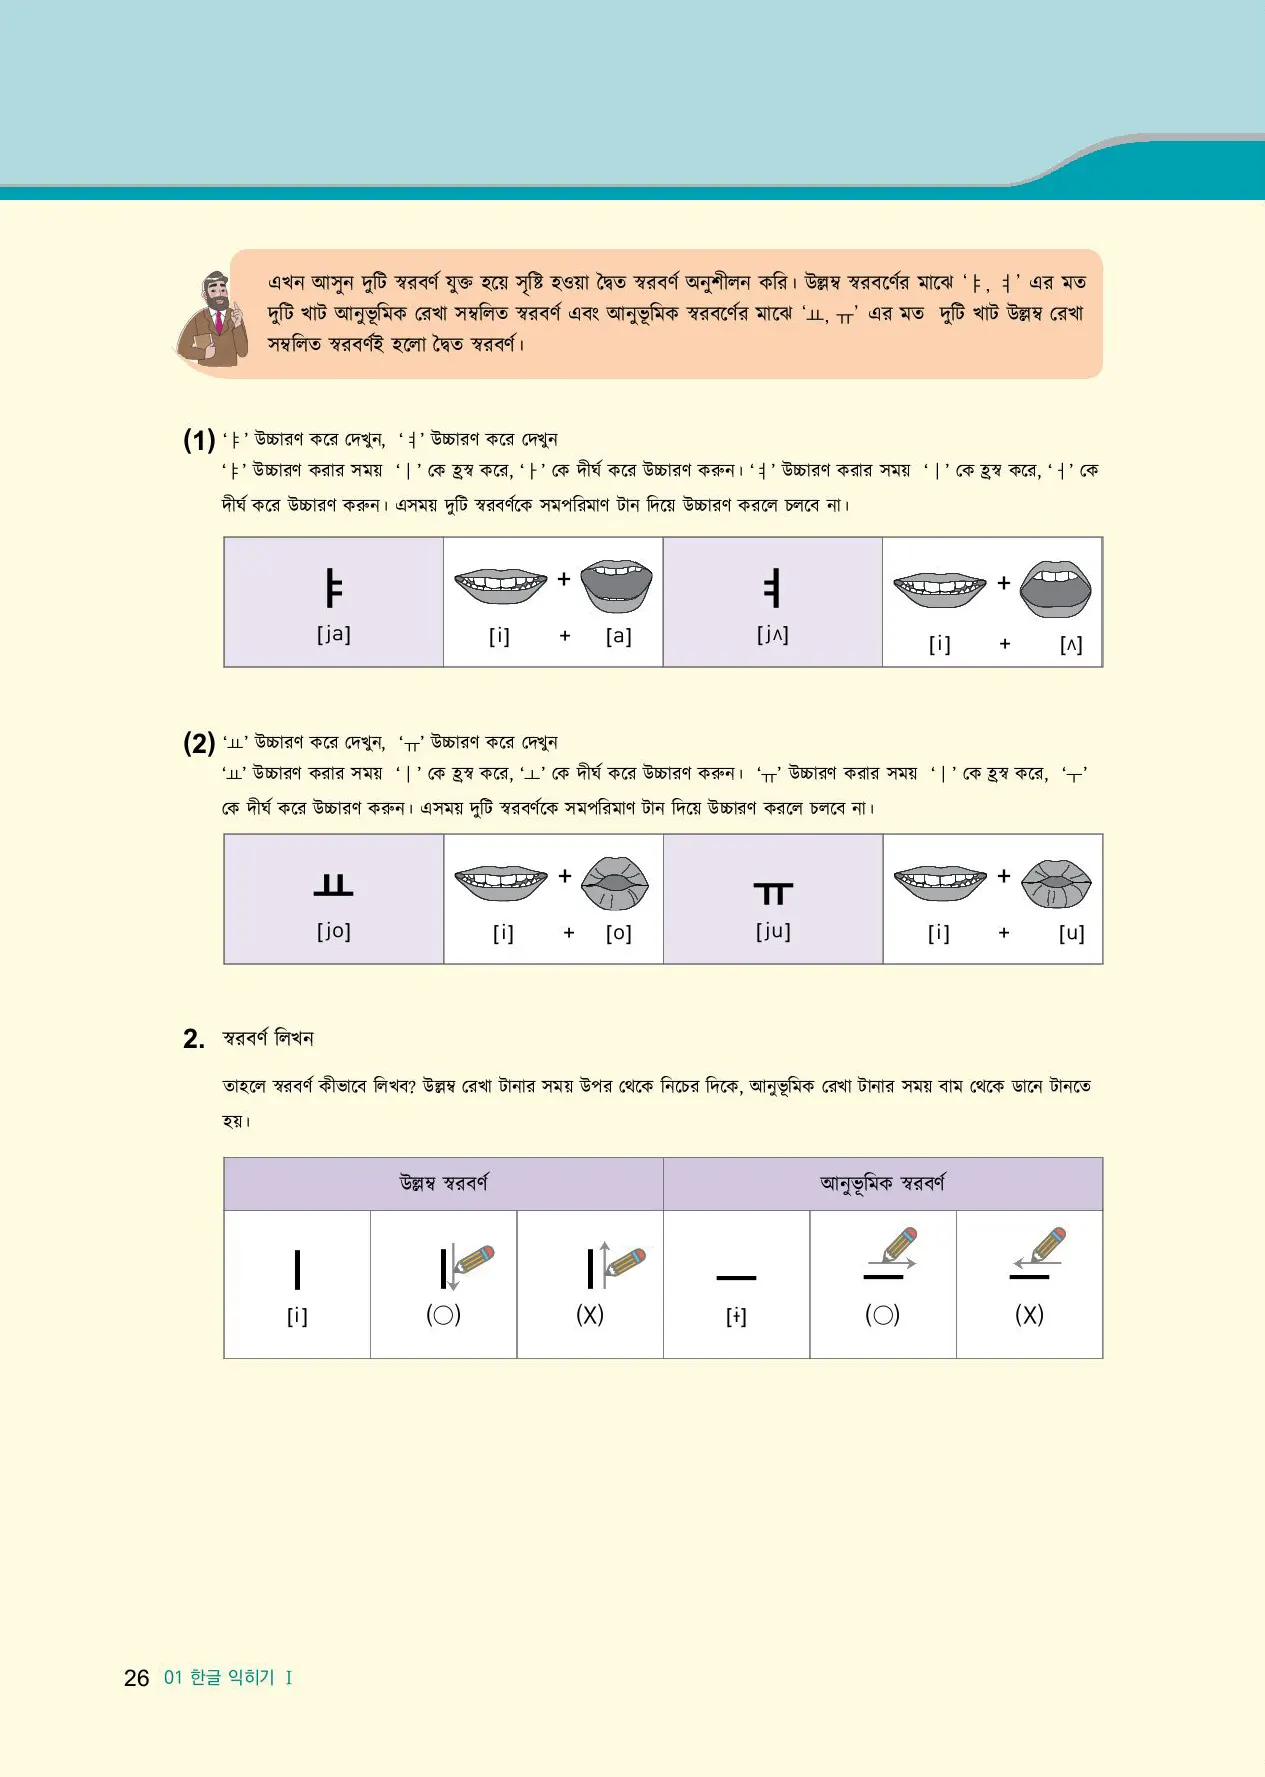 এখন আসুন দুটি স্বরবর্ণ যুক্ত হয়ে সৃষ্টি হওয়া দ্বৈত স্বরবর্ণ অনুশীলন করি। উল্লম্ব স্বরবর্ণের মাঝে ‘ㅑ, ㅕ’ এর মত
দুটি খাট আনুভূমিক রেখা সম্বলিত স্বরবর্ণ এবং আনুভূমিক স্বরবর্ণের মাঝে ‘ㅛ, ㅠ’ এর মত দুটি খাট উল্লম্ব রেখা
সম্বলিত স্বরবর্ণই হলো দ্বৈত স্বরবর্ণ।
(1) ‘ㅑ’ উচ্চারণ করে দেখুন, ‘ㅕ’ উচ্চারণ করে দেখুন
‘ㅑ’ উচ্চারণ করার সময় ‘ㅣ’ কে হ্রস্ব করে, ‘ㅏ’ কে দীর্ঘ করে উচ্চারণ করুন। ‘ㅕ’ উচ্চারণ করার সময় ‘ㅣ’ কে হ্রস্ব করে, ‘ㅓ’ কে
দীর্ঘ করে উচ্চারণ করুন। এসময় দুটি স্বরবর্ণকে সমপরিমাণ টান দিয়ে উচ্চারণ করলে চলবে না।
ㅑ + ㅕ +
[ja] [i] + [a] [jʌ] [i] + [ʌ]
(2) ‘ㅛ’ উচ্চারণ করে দেখুন, ‘ㅠ’ উচ্চারণ করে দেখুন
‘ㅛ’ উচ্চারণ করার সময় ‘ㅣ’ কে হ্রস্ব করে, ‘ㅗ’ কে দীর্ঘ করে উচ্চারণ করুন। ‘ㅠ’ উচ্চারণ করার সময় ‘ㅣ’ কে হ্রস্ব করে, ‘ㅜ’
কে দীর্ঘ করে উচ্চারণ করুন। এসময় দুটি স্বরবর্ণকে সমপরিমাণ টান দিয়ে উচ্চারণ করলে চলবে না।
ㅛ + ㅠ +
[jo] [i] + [o] [ju] [i] + [u]
2. স্বরবর্ণ লিখন
তাহলে স্বরবর্ণ কীভাবে লিখব? উল্লম্ব রেখা টানার সময় উপর থেকে নিচের দিকে, আনুভূমিক রেখা টানার সময় বাম থেকে ডানে টানতে
হয়।
উল্লম্ব স্বরবর্ণ আনুভূমিক স্বরবর্ণ
ㅣ ㅣ ㅣ ㅡ ㅡ ㅡ
[i] (○) (X) [ɨ] (○) (X)
26 01 한글 익히기 Ⅰ